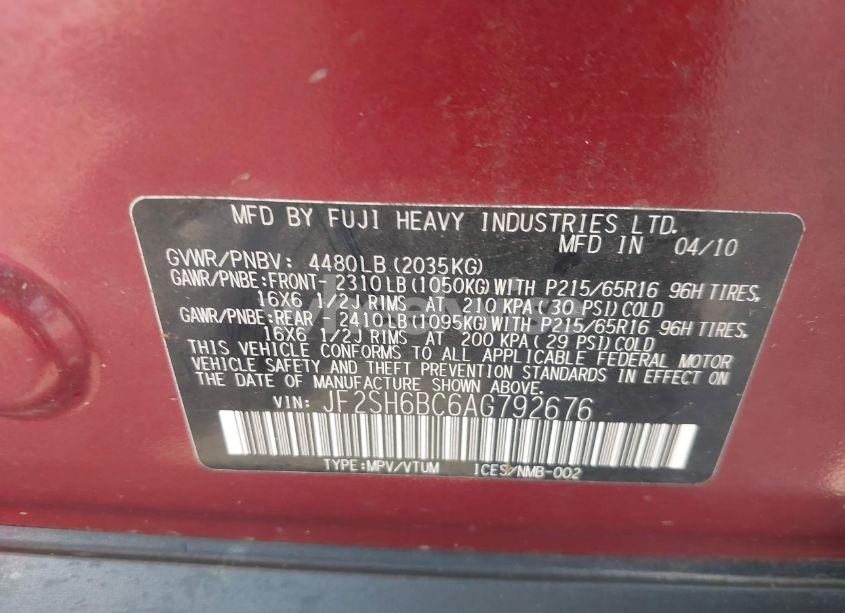 MFD BY FUJI HEAVY INDUSTRIES LTD.
MFD IN 04/10
GVWR/PNBV: 4480LB(2035KG)
GAWR/PNBE:FRONT- 2310LB(1050KG)WITH P215/65R16 96H TIRES,
16X6 1/2J RIMS AT 210 KPA(30 PSI)COLD
GAWR/PNBE:REAR - 2410LB(1095KG)WITH P215/65R16 96H TIRES,
16X6 1/2J RIMS AT 200 KPA(29 PSI)COLD
THIS VEHICLE CONFORMS TO ALL APPLICABLE FEDERAL MOTOR
VEHICLE SAFETY AND THEFT PREVENTION STANDARDS IN EFFECT ON
THE DATE OF MANUFACTURE SHOWN ABOVE.
VIN: JF2SH6BC6AG792676
TYPE:MPV/VTUM ICES/NMB-002